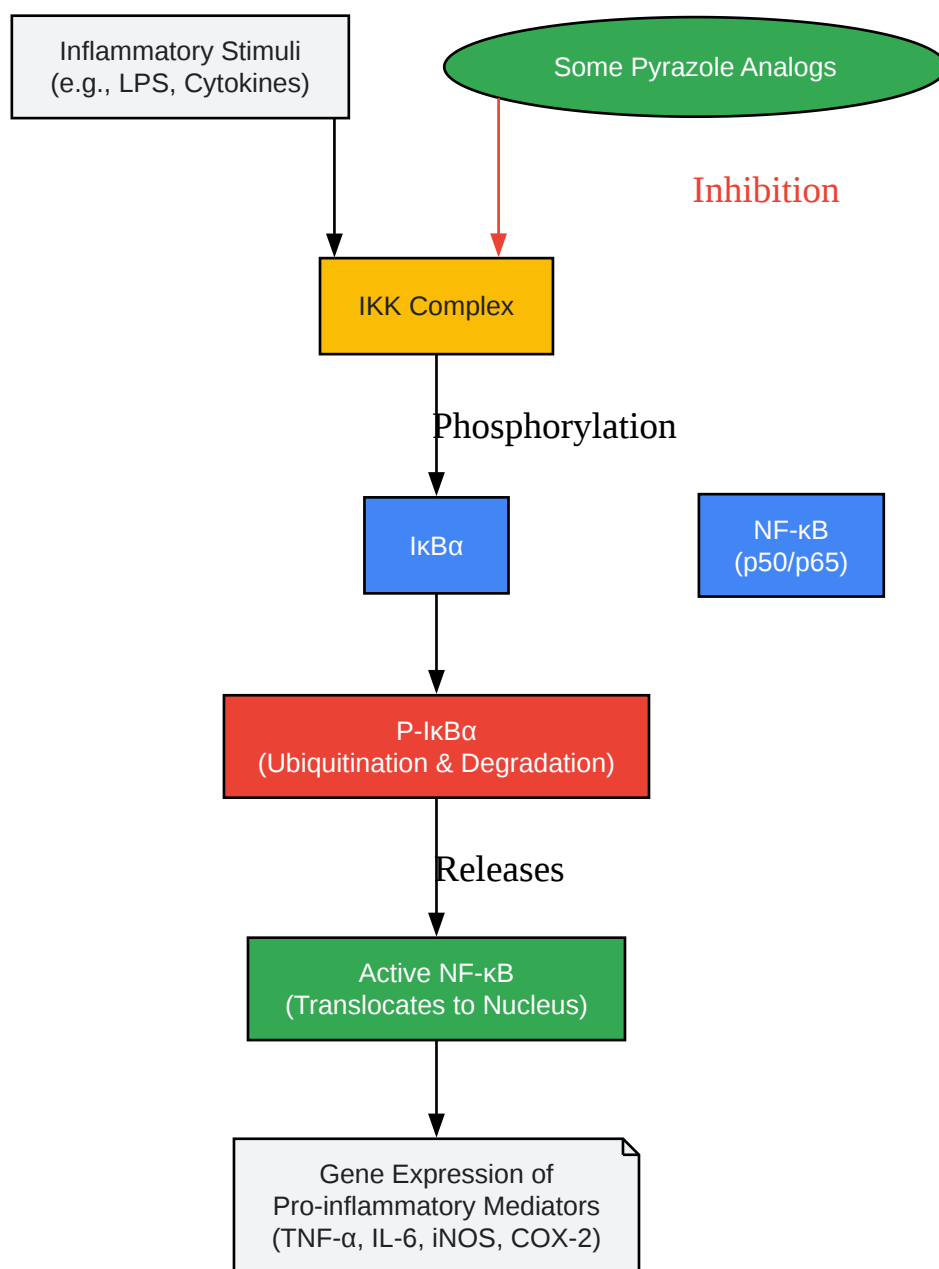 Inflammatory Stimuli
(e.g., LPS, Cytokines)
Some Pyrazole Analogs
Inhibition
IKK Complex
Phosphorylation
IκBα
NF-κB
(p50/p65)
P-IκBα
(Ubiquitination & Degradation)
Releases
Active NF-κB
(Translocates to Nucleus)
Gene Expression of
Pro-inflammatory Mediators
(TNF-α, IL-6, iNOS, COX-2)